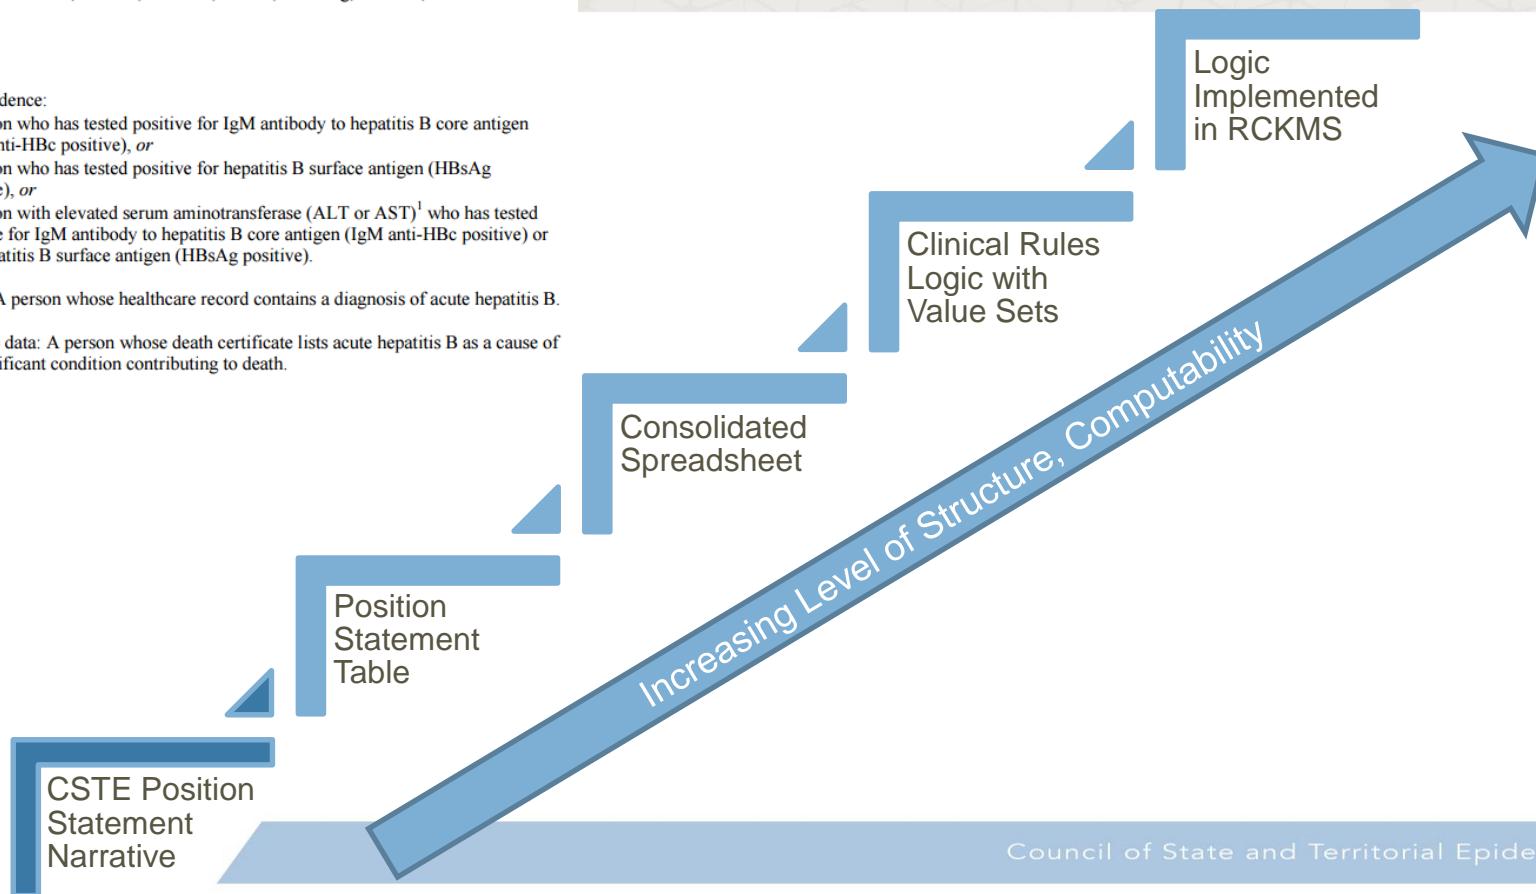 dence:
on who has tested positive for IgM antibody to hepatitis B core antigen
nti-HBc positive), or
on who has tested positive for hepatitis B surface antigen (HBsAg
e), or
on with elevated serum aminotransferase (ALT or AST)1 who has tested
e for IgM antibody to hepatitis B core antigen (IgM anti-HBc positive) or
atitis B surface antigen (HBsAg positive).
A person whose healthcare record contains a diagnosis of acute hepatitis B.
data: A person whose death certificate lists acute hepatitis B as a cause of
ificant condition contributing to death.
Logic
Implemented
in RCKMS
Clinical Rules
Logic with
Value Sets
Consolidated
Spreadsheet
Position
Statement
Table
CSTE Position
Statement
Narrative
Increasing Level of Structure, Computability
Council of State and Territorial Epide